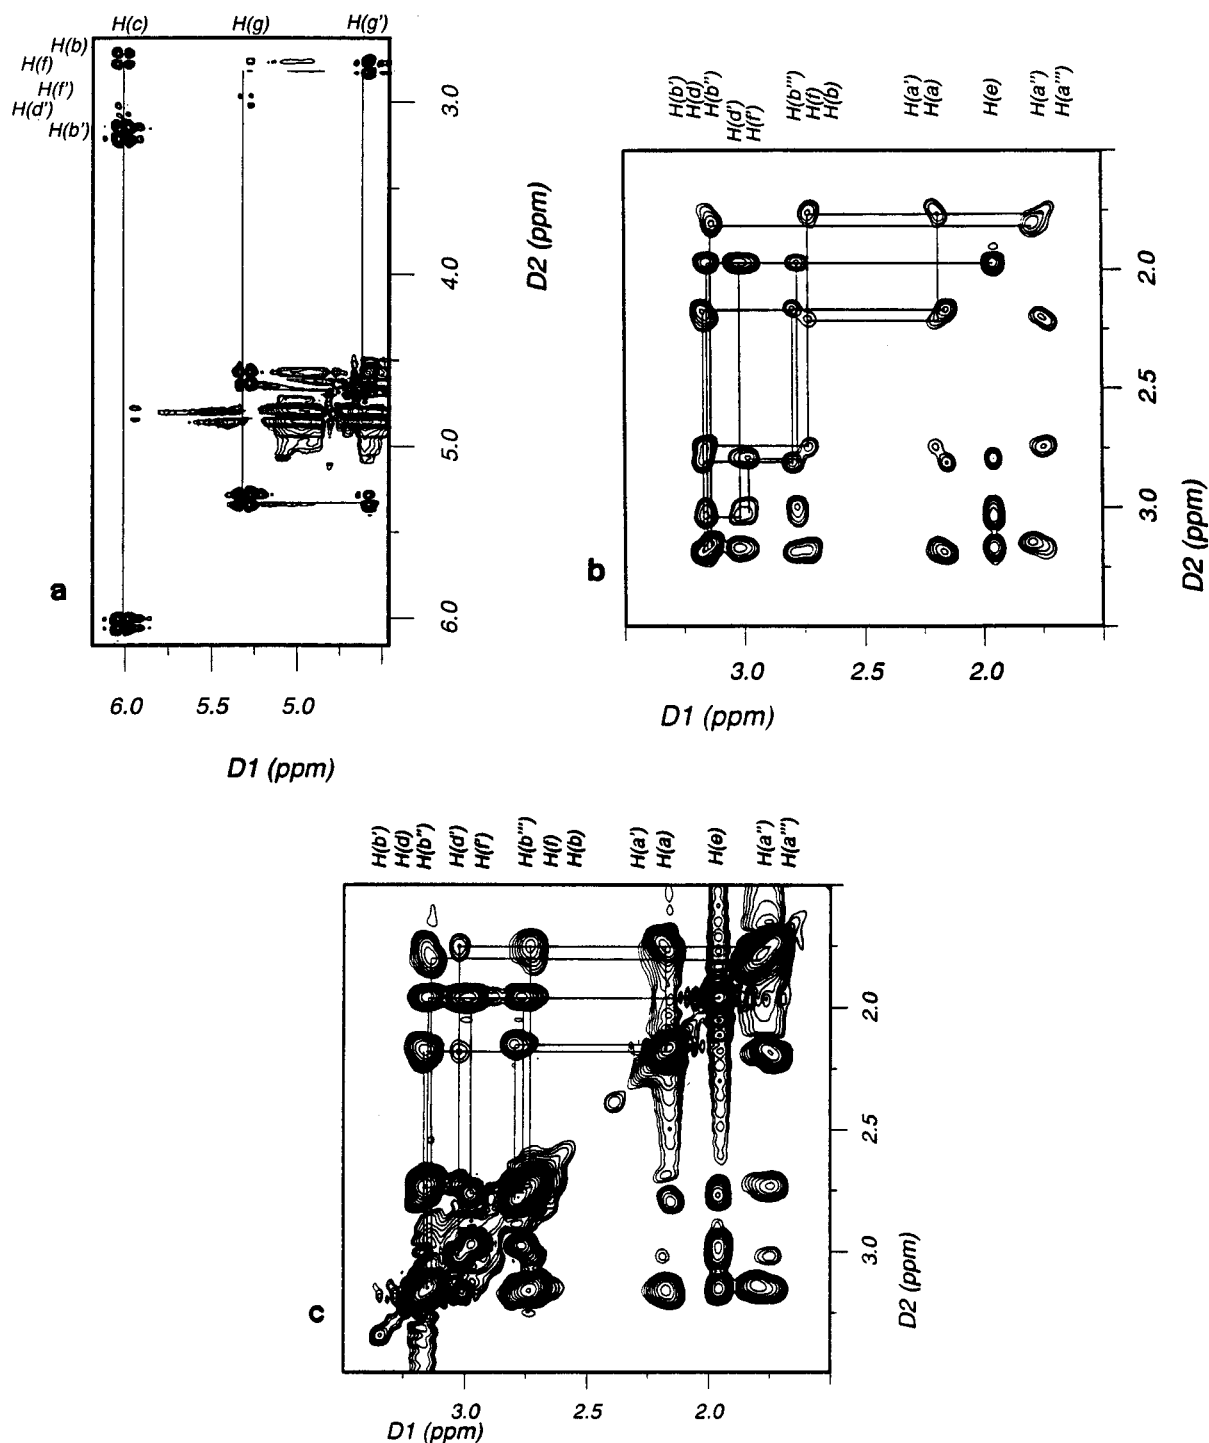 H(c) H(g) H(g')
H(b)
H(f)
H(f')
H(d')
H(b')
3.0
4.0
5.0
6.0
D2 (ppm)
a
6.0 5.5 5.0
D1 (ppm)
H(b')
H(d)
H(b'')
H(d')
H(f')
H(b''')
H(f)
H(b)
H(a')
H(a)
H(e)
H(a'')
H(a''')
2.0
2.5
3.0
D2 (ppm)
b
3.0 2.5 2.0
D1 (ppm)
H(b')
H(d)
H(b'')
H(d')
H(f')
H(b''')
H(f)
H(b)
H(a')
H(a)
H(e)
H(a'')
H(a''')
2.0
2.5
3.0
D2 (ppm)
c
3.0 2.5 2.0
D1 (ppm)